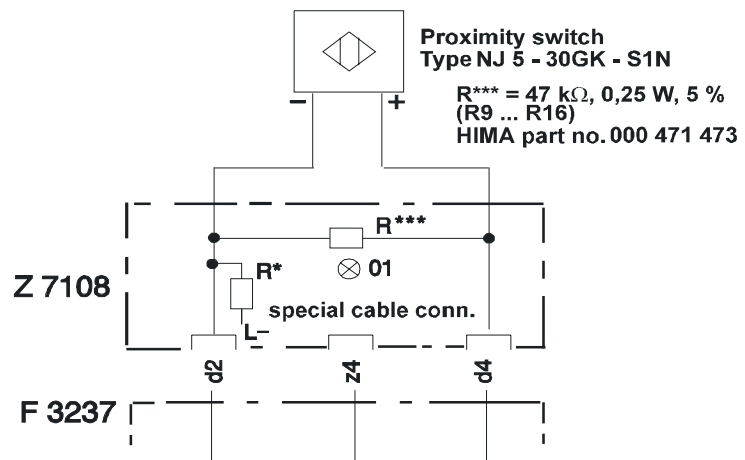 Proximity switch
Type NJ 5 - 30GK - S1N
R*** = 47 kΩ, 0,25 W, 5 %
(R9 ... R16)
HIMA part no. 000 471 473
– +
R***
R* 01
Z 7108
special cable conn.
L–
d2 z4 d4
F 3237